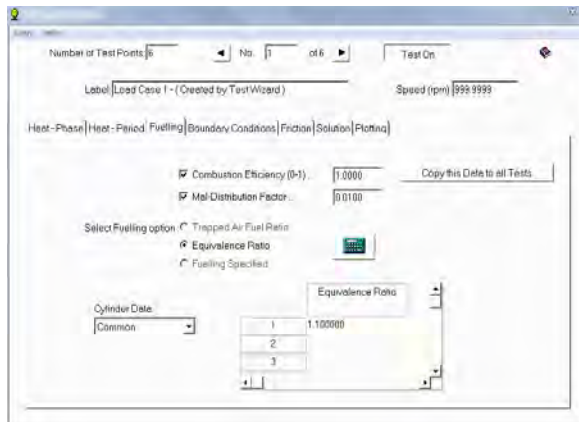 Number of Test Points: 6 No. 1 of 6 Test On
Label Load Case 1 - ( Created by Test Wizard ) Speed (rpm) 999.9999
Heat - Phase Heat - Period Fuelling Boundary Conditions Friction Solution Plotting
Combustion Efficiency (0-1) .. 1.0000 Copy this Data to all Tests
Mal-Distribution Factor .. 0.0100
Select Fuelling option Trapped Air Fuel Ratio
Equivalence Ratio
Fuelling Specified
Equivalence Ratio
Cylinder Data
Common
1 1.100000
2
3